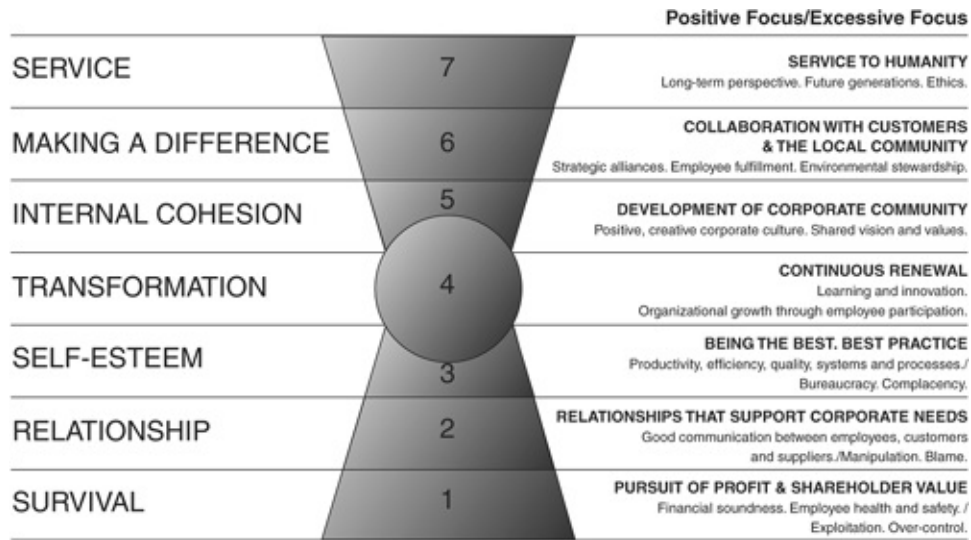 Positive Focus/Excessive Focus
SERVICE
7
SERVICE TO HUMANITY
Long-term perspective. Future generations. Ethics.
MAKING A DIFFERENCE
6
COLLABORATION WITH CUSTOMERS
& THE LOCAL COMMUNITY
Strategic alliances. Employee fulfillment. Environmental stewardship.
INTERNAL COHESION
5
DEVELOPMENT OF CORPORATE COMMUNITY
Positive, creative corporate culture. Shared vision and values.
TRANSFORMATION
4
CONTINUOUS RENEWAL
Learning and innovation.
Organizational growth through employee participation.
SELF-ESTEEM
3
BEING THE BEST. BEST PRACTICE
Productivity, efficiency, quality, systems and processes./
Bureaucracy. Complacency.
RELATIONSHIP
2
RELATIONSHIPS THAT SUPPORT CORPORATE NEEDS
Good communication between employees, customers
and suppliers./Manipulation. Blame.
SURVIVAL
1
PURSUIT OF PROFIT & SHAREHOLDER VALUE
Financial soundness. Employee health and safety. /
Exploitation. Over-control.